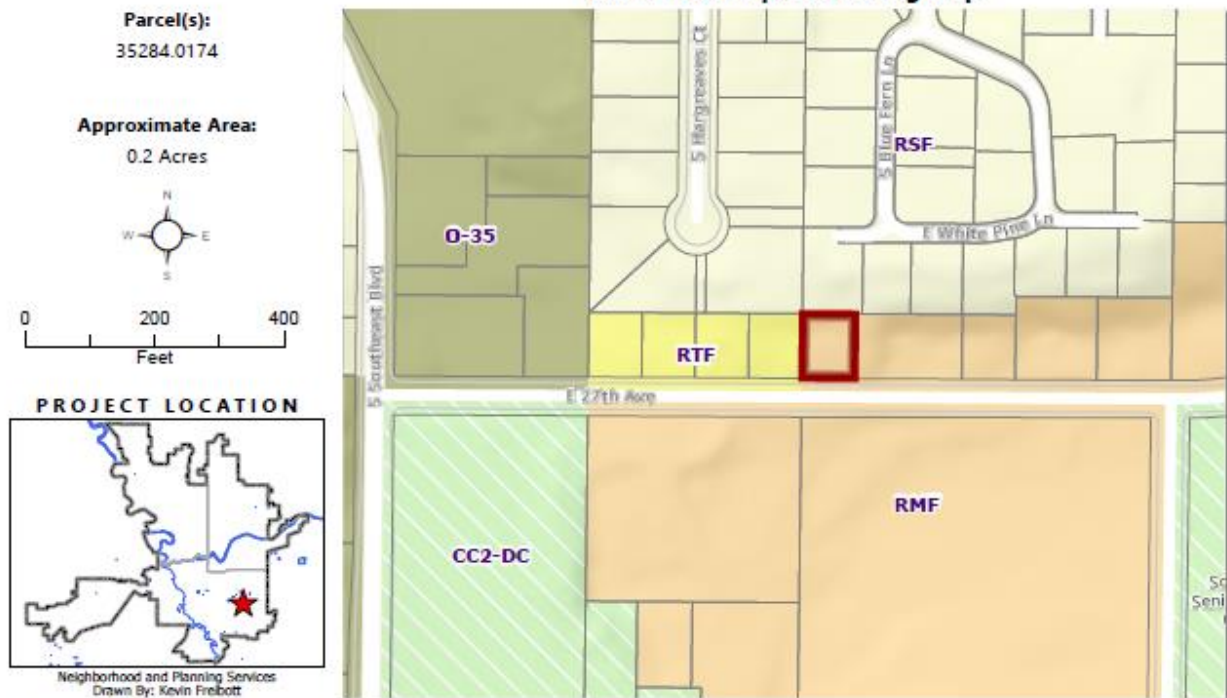 Parcel(s):
35284.0174
Approximate Area:
0.2 Acres
N
W
E
S
0
200
400
Feet
PROJECT LOCATION
Neighborhood and Planning Services
Drawn By: Kevin Freibott
S Southeast Blvd
O-35
S Hargreaves Ct
S Blue Fern Ln
RSF
E White Pine Ln
RTF
E 27th Ave
CC2-DC
RMF
Seni